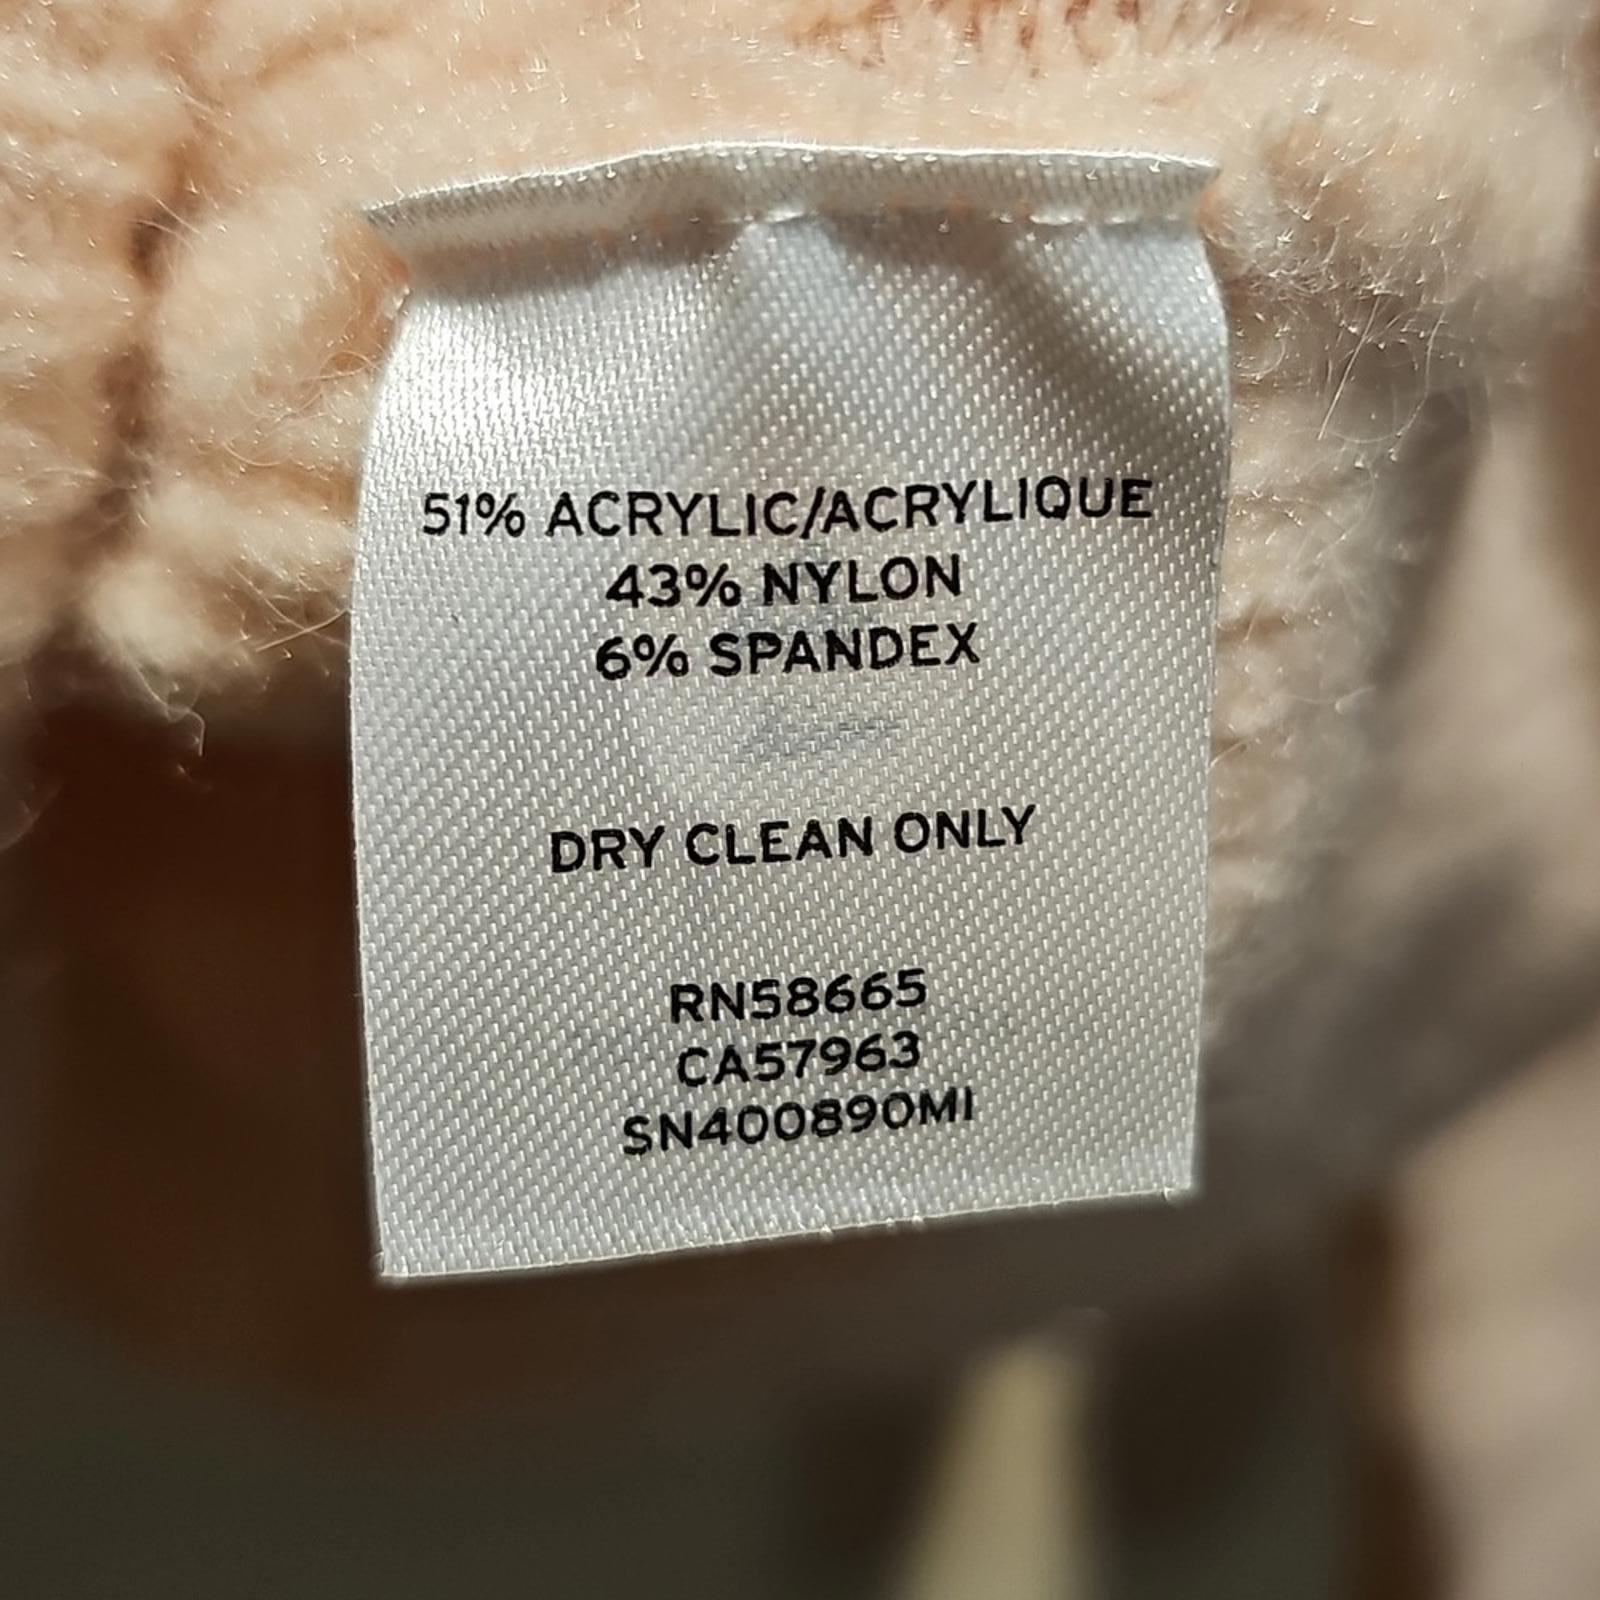 51% ACRYLIC/ACRYLIQUE
43% NYLON
6% SPANDEX
DRY CLEAN ONLY
RN58665
CA57963
SN400890MI